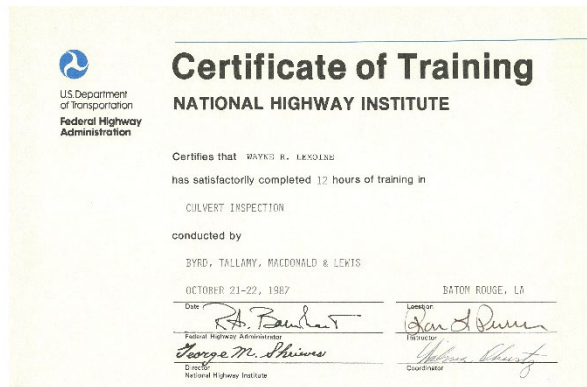 U.S. Department
of Transportation
Federal Highway
Administration
Certificate of Training
NATIONAL HIGHWAY INSTITUTE
Certifies that WAYNE R. LEMOINE
has satisfactorily completed 12 hours of training in
CULVERT INSPECTION
conducted by
BYRD, TALLAMY, MACDONALD & LEWIS
OCTOBER 21-22, 1987
BATON ROUGE, LA
Date
Location
R.A. Barnhart
Federal Highway Administrator
Instructor
George M. Shrieves
Director
National Highway Institute
Coordinator